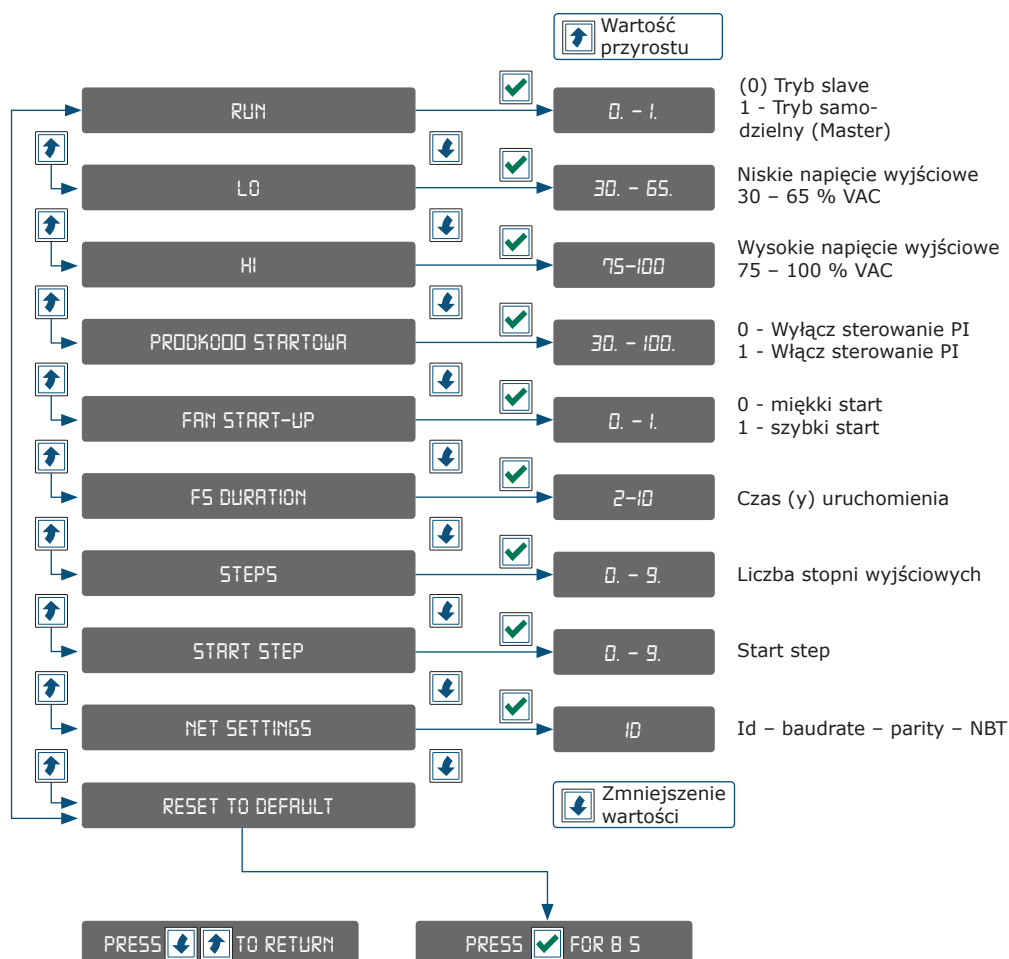 Wartość
przyrostu
RUN
0. – 1.
(0) Tryb slave
1 - Tryb samo-
dzielny (Master)
LO
30. – 65.
Niskie napięcie wyjściowe
30 – 65 % VAC
HI
75–100
Wysokie napięcie wyjściowe
75 – 100 % VAC
PRODKODO STARTOWA
30. – 100.
0 - Wyłącz sterowanie PI
1 - Włącz sterowanie PI
FAN START–UP
0. – 1.
0 - miękki start
1 - szybki start
FS DURATION
2–10
Czas (y) uruchomienia
STEPS
0. – 9.
Liczba stopni wyjściowych
START STEP
0. – 9.
Start step
NET SETTINGS
ID
Id – baudrate – parity – NBT
RESET TO DEFAULT
Zmniejszenie
wartości
PRESS TO RETURN
PRESS FOR 8 S